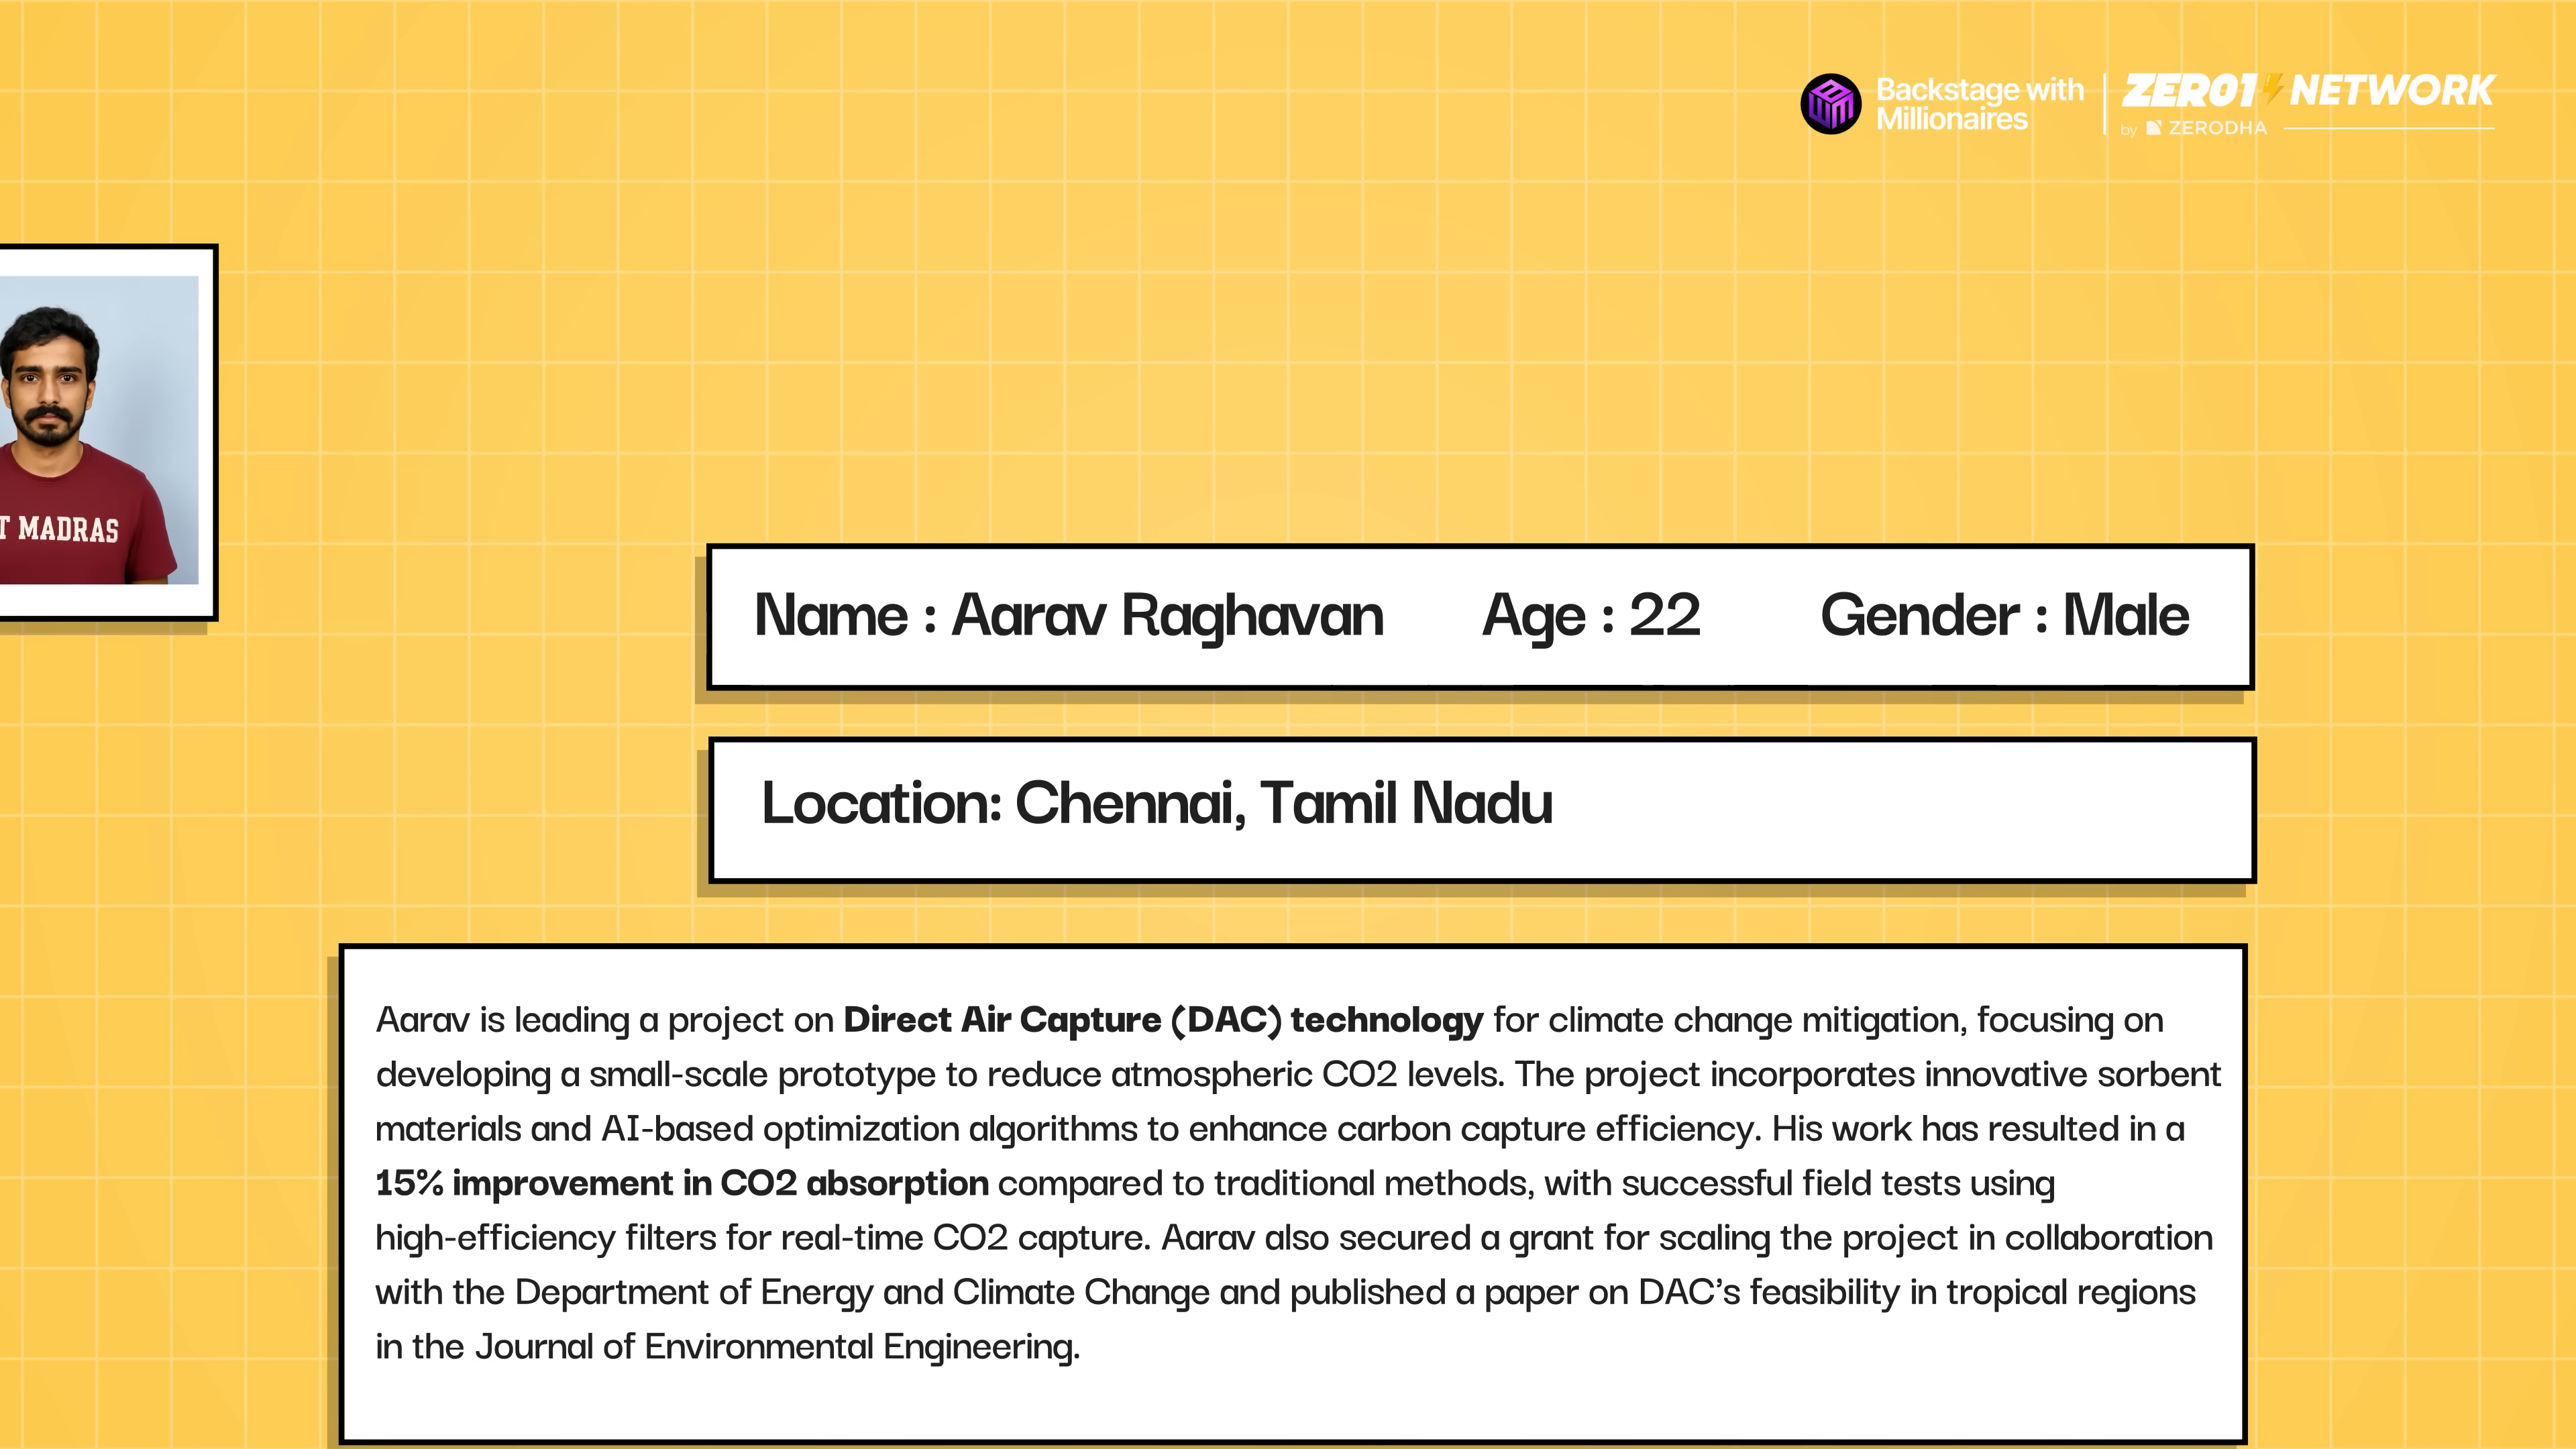 Backstage with
Millionaires
ZERO1 NETWORK
by ZERODHA
T MADRAS
Name : Aarav Raghavan Age : 22 Gender : Male
Location: Chennai, Tamil Nadu
Aarav is leading a project on Direct Air Capture (DAC) technology for climate change mitigation, focusing on
developing a small-scale prototype to reduce atmospheric CO2 levels. The project incorporates innovative sorbent
materials and AI-based optimization algorithms to enhance carbon capture efficiency. His work has resulted in a
15% improvement in CO2 absorption compared to traditional methods, with successful field tests using
high-efficiency filters for real-time CO2 capture. Aarav also secured a grant for scaling the project in collaboration
with the Department of Energy and Climate Change and published a paper on DAC’s feasibility in tropical regions
in the Journal of Environmental Engineering.